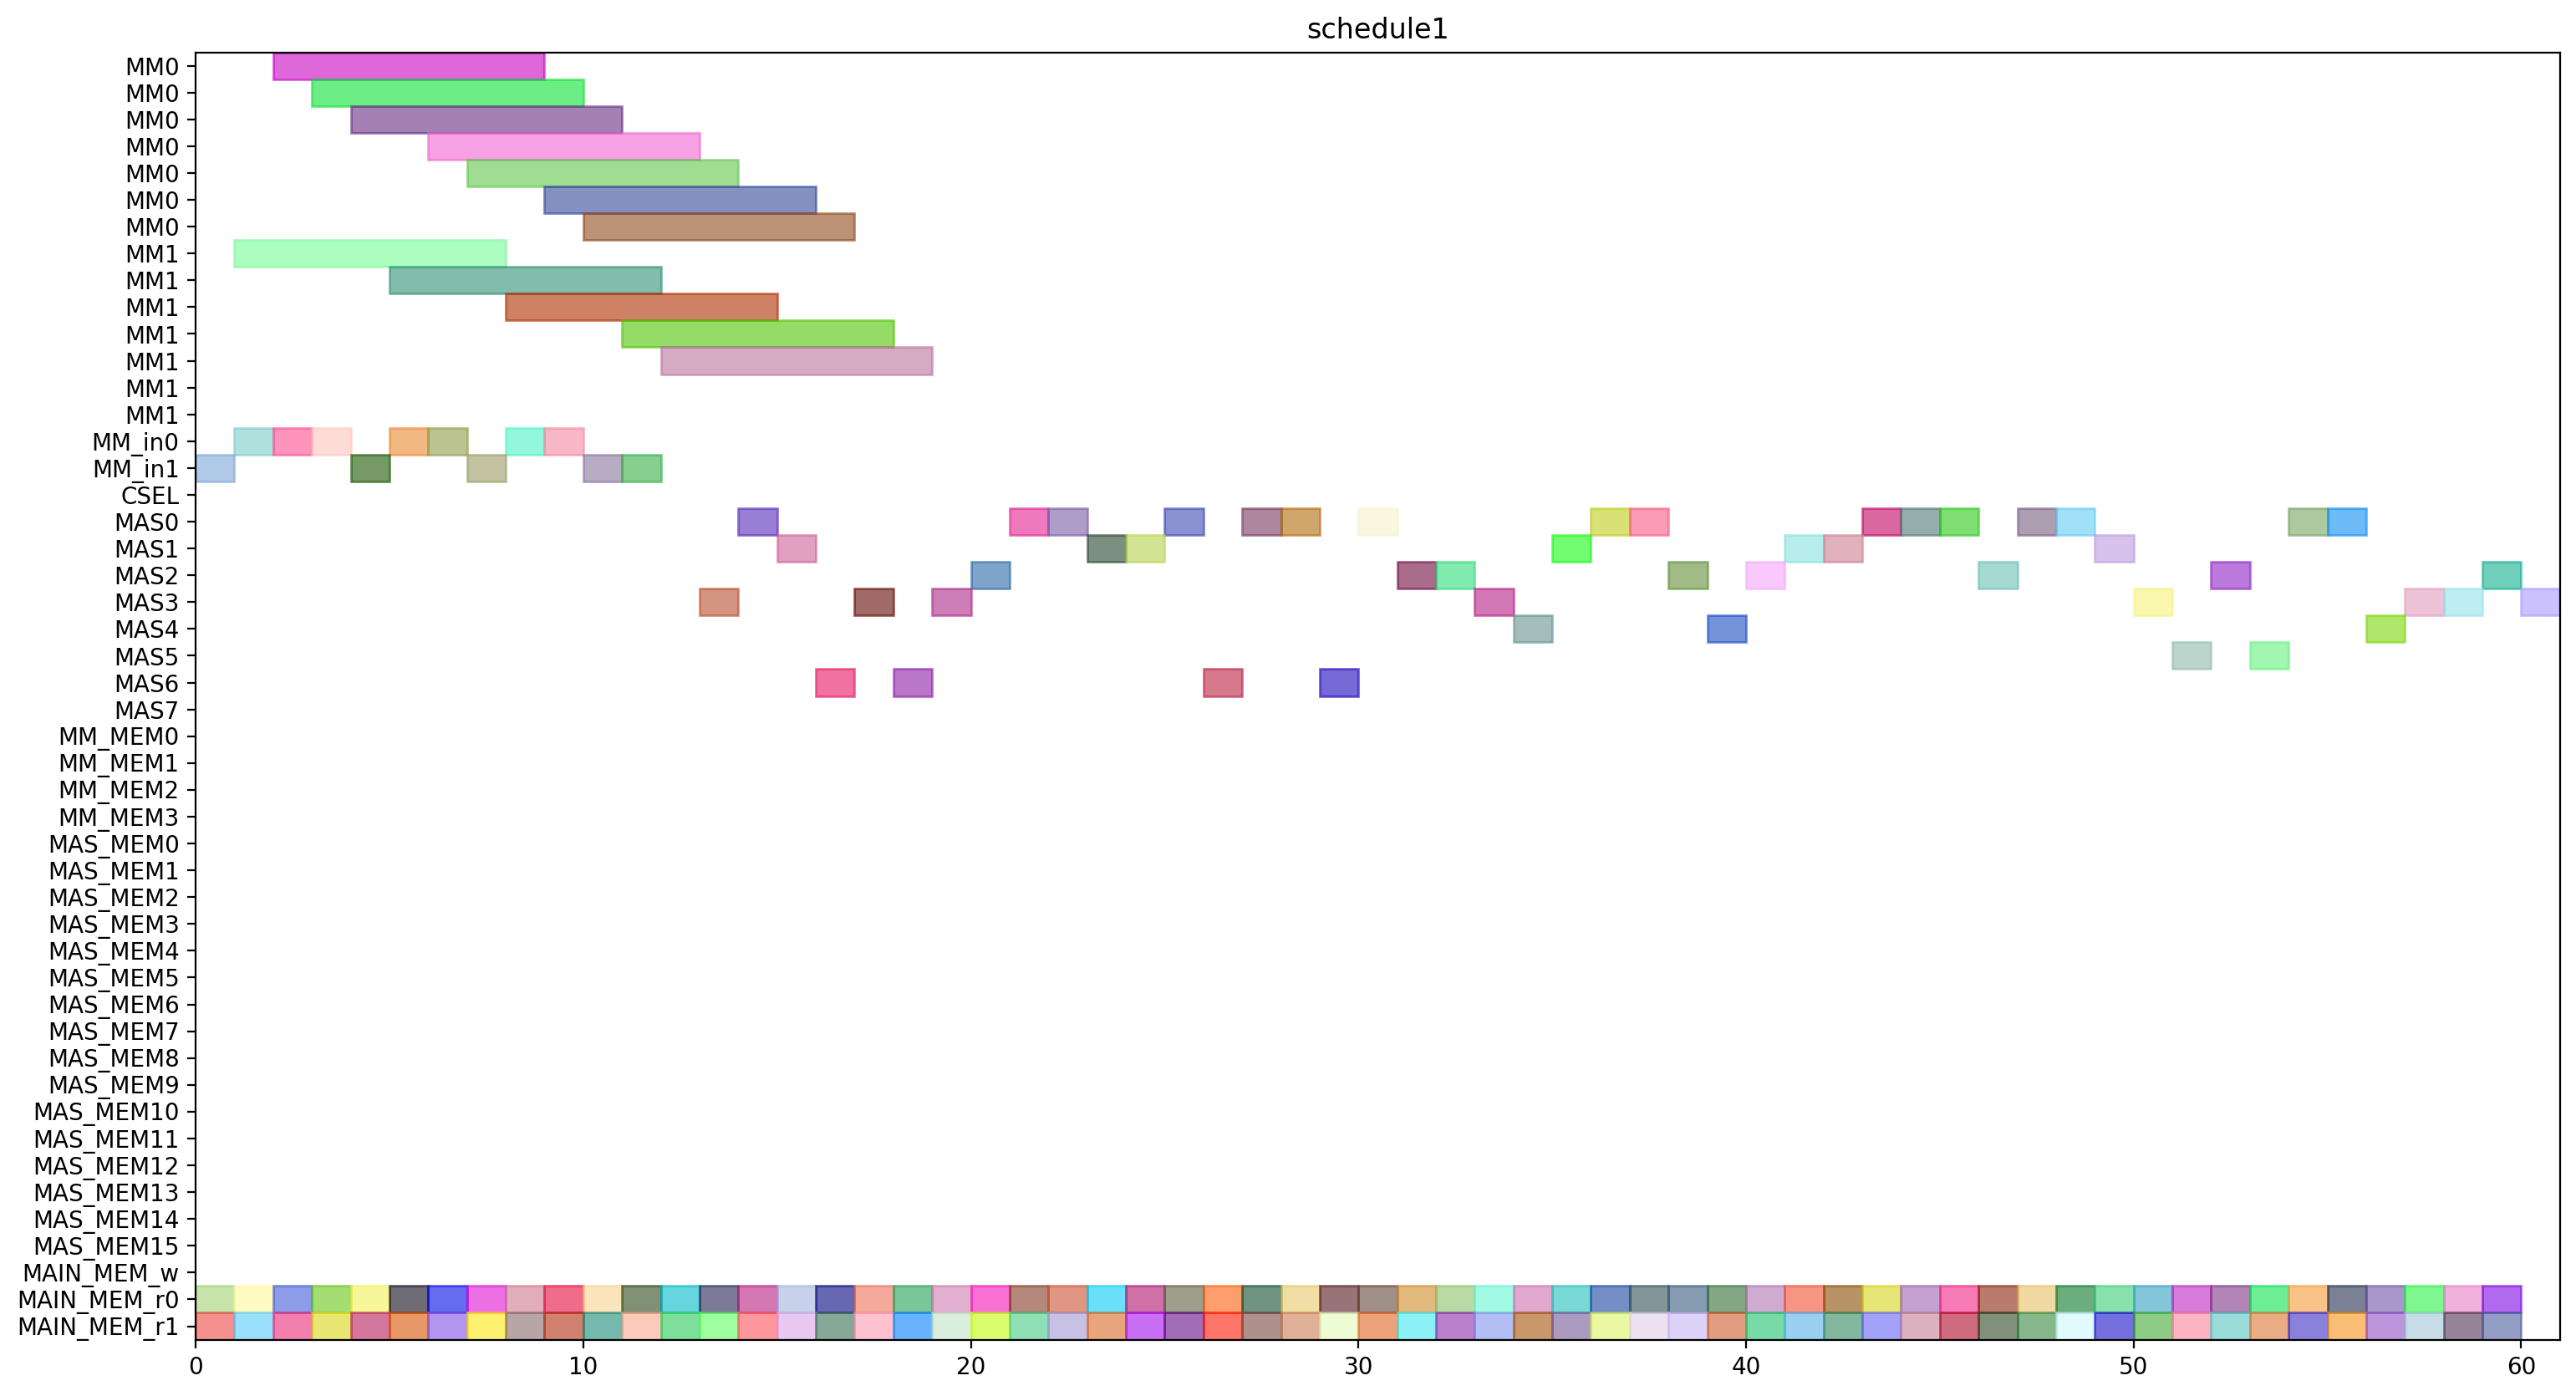 schedule1
MM0
MM0
MM0
MM0
MM0
MM0
MM0
MM1
MM1
MM1
MM1
MM1
MM1
MM1
MM_in0
MM_in1
CSEL
MAS0
MAS1
MAS2
MAS3
MAS4
MAS5
MAS6
MAS7
MM_MEM0
MM_MEM1
MM_MEM2
MM_MEM3
MAS_MEM0
MAS_MEM1
MAS_MEM2
MAS_MEM3
MAS_MEM4
MAS_MEM5
MAS_MEM6
MAS_MEM7
MAS_MEM8
MAS_MEM9
MAS_MEM10
MAS_MEM11
MAS_MEM12
MAS_MEM13
MAS_MEM14
MAS_MEM15
MAIN_MEM_w
MAIN_MEM_r0
MAIN_MEM_r1
0 10 20 30 40 50 60